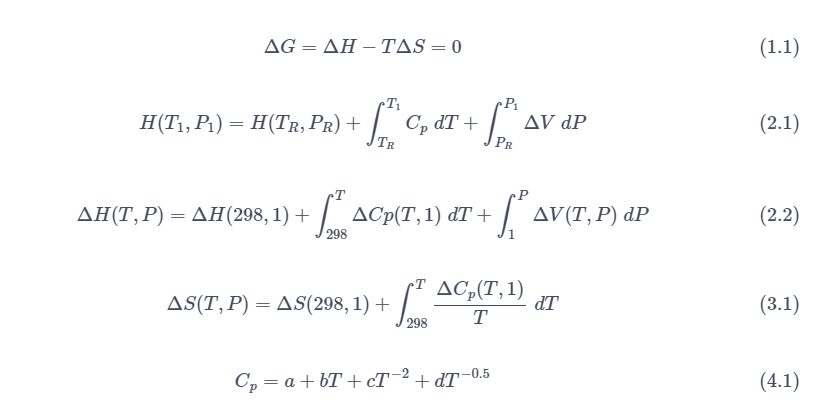 ΔG = ΔH − TΔS = 0 (1.1)
H(T₁, P₁) = H(T_R, P_R) + ∫_{T_R}^{T₁} C_p dT + ∫_{P_R}^{P₁} ΔV dP (2.1)
ΔH(T, P) = ΔH(298, 1) + ∫_{298}^{T} ΔCp(T, 1) dT + ∫_{1}^{P} ΔV(T, P) dP (2.2)
ΔS(T, P) = ΔS(298, 1) + ∫_{298}^{T} \frac{ΔC_p(T, 1)}{T} dT (3.1)
C_p = a + bT + cT^{−2} + dT^{−0.5} (4.1)